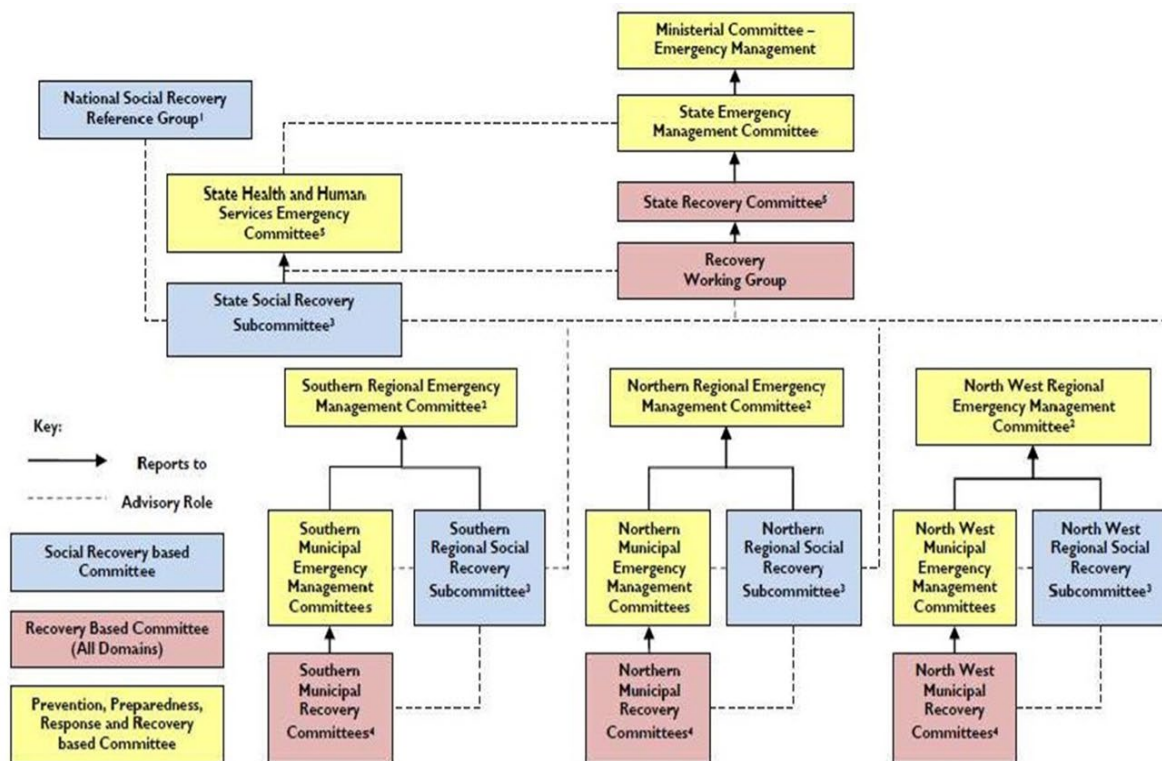 Ministerial Committee –
Emergency Management
National Social Recovery
Reference Group¹
State Emergency
Management Committee
State Health and Human
Services Emergency
Committee⁵
State Recovery Committee⁵
Recovery
Working Group
State Social Recovery
Subcommittee³
Southern Regional Emergency
Management Committee²
Northern Regional Emergency
Management Committee²
North West Regional
Emergency Management
Committee²
Key:
Reports to
Advisory Role
Social Recovery based
Committee
Recovery Based Committee
(All Domains)
Prevention, Preparedness,
Response and Recovery
based Committee
Southern
Municipal
Emergency
Management
Committees
Southern
Regional Social
Recovery
Subcommittee³
Northern
Municipal
Emergency
Management
Committees
Northern
Regional Social
Recovery
Subcommittee³
North West
Municipal
Emergency
Management
Committees
North West
Regional Social
Recovery
Subcommittee³
Southern
Municipal
Recovery
Committees⁴
Northern
Municipal
Recovery
Committees⁴
North West
Municipal
Recovery
Committees⁴